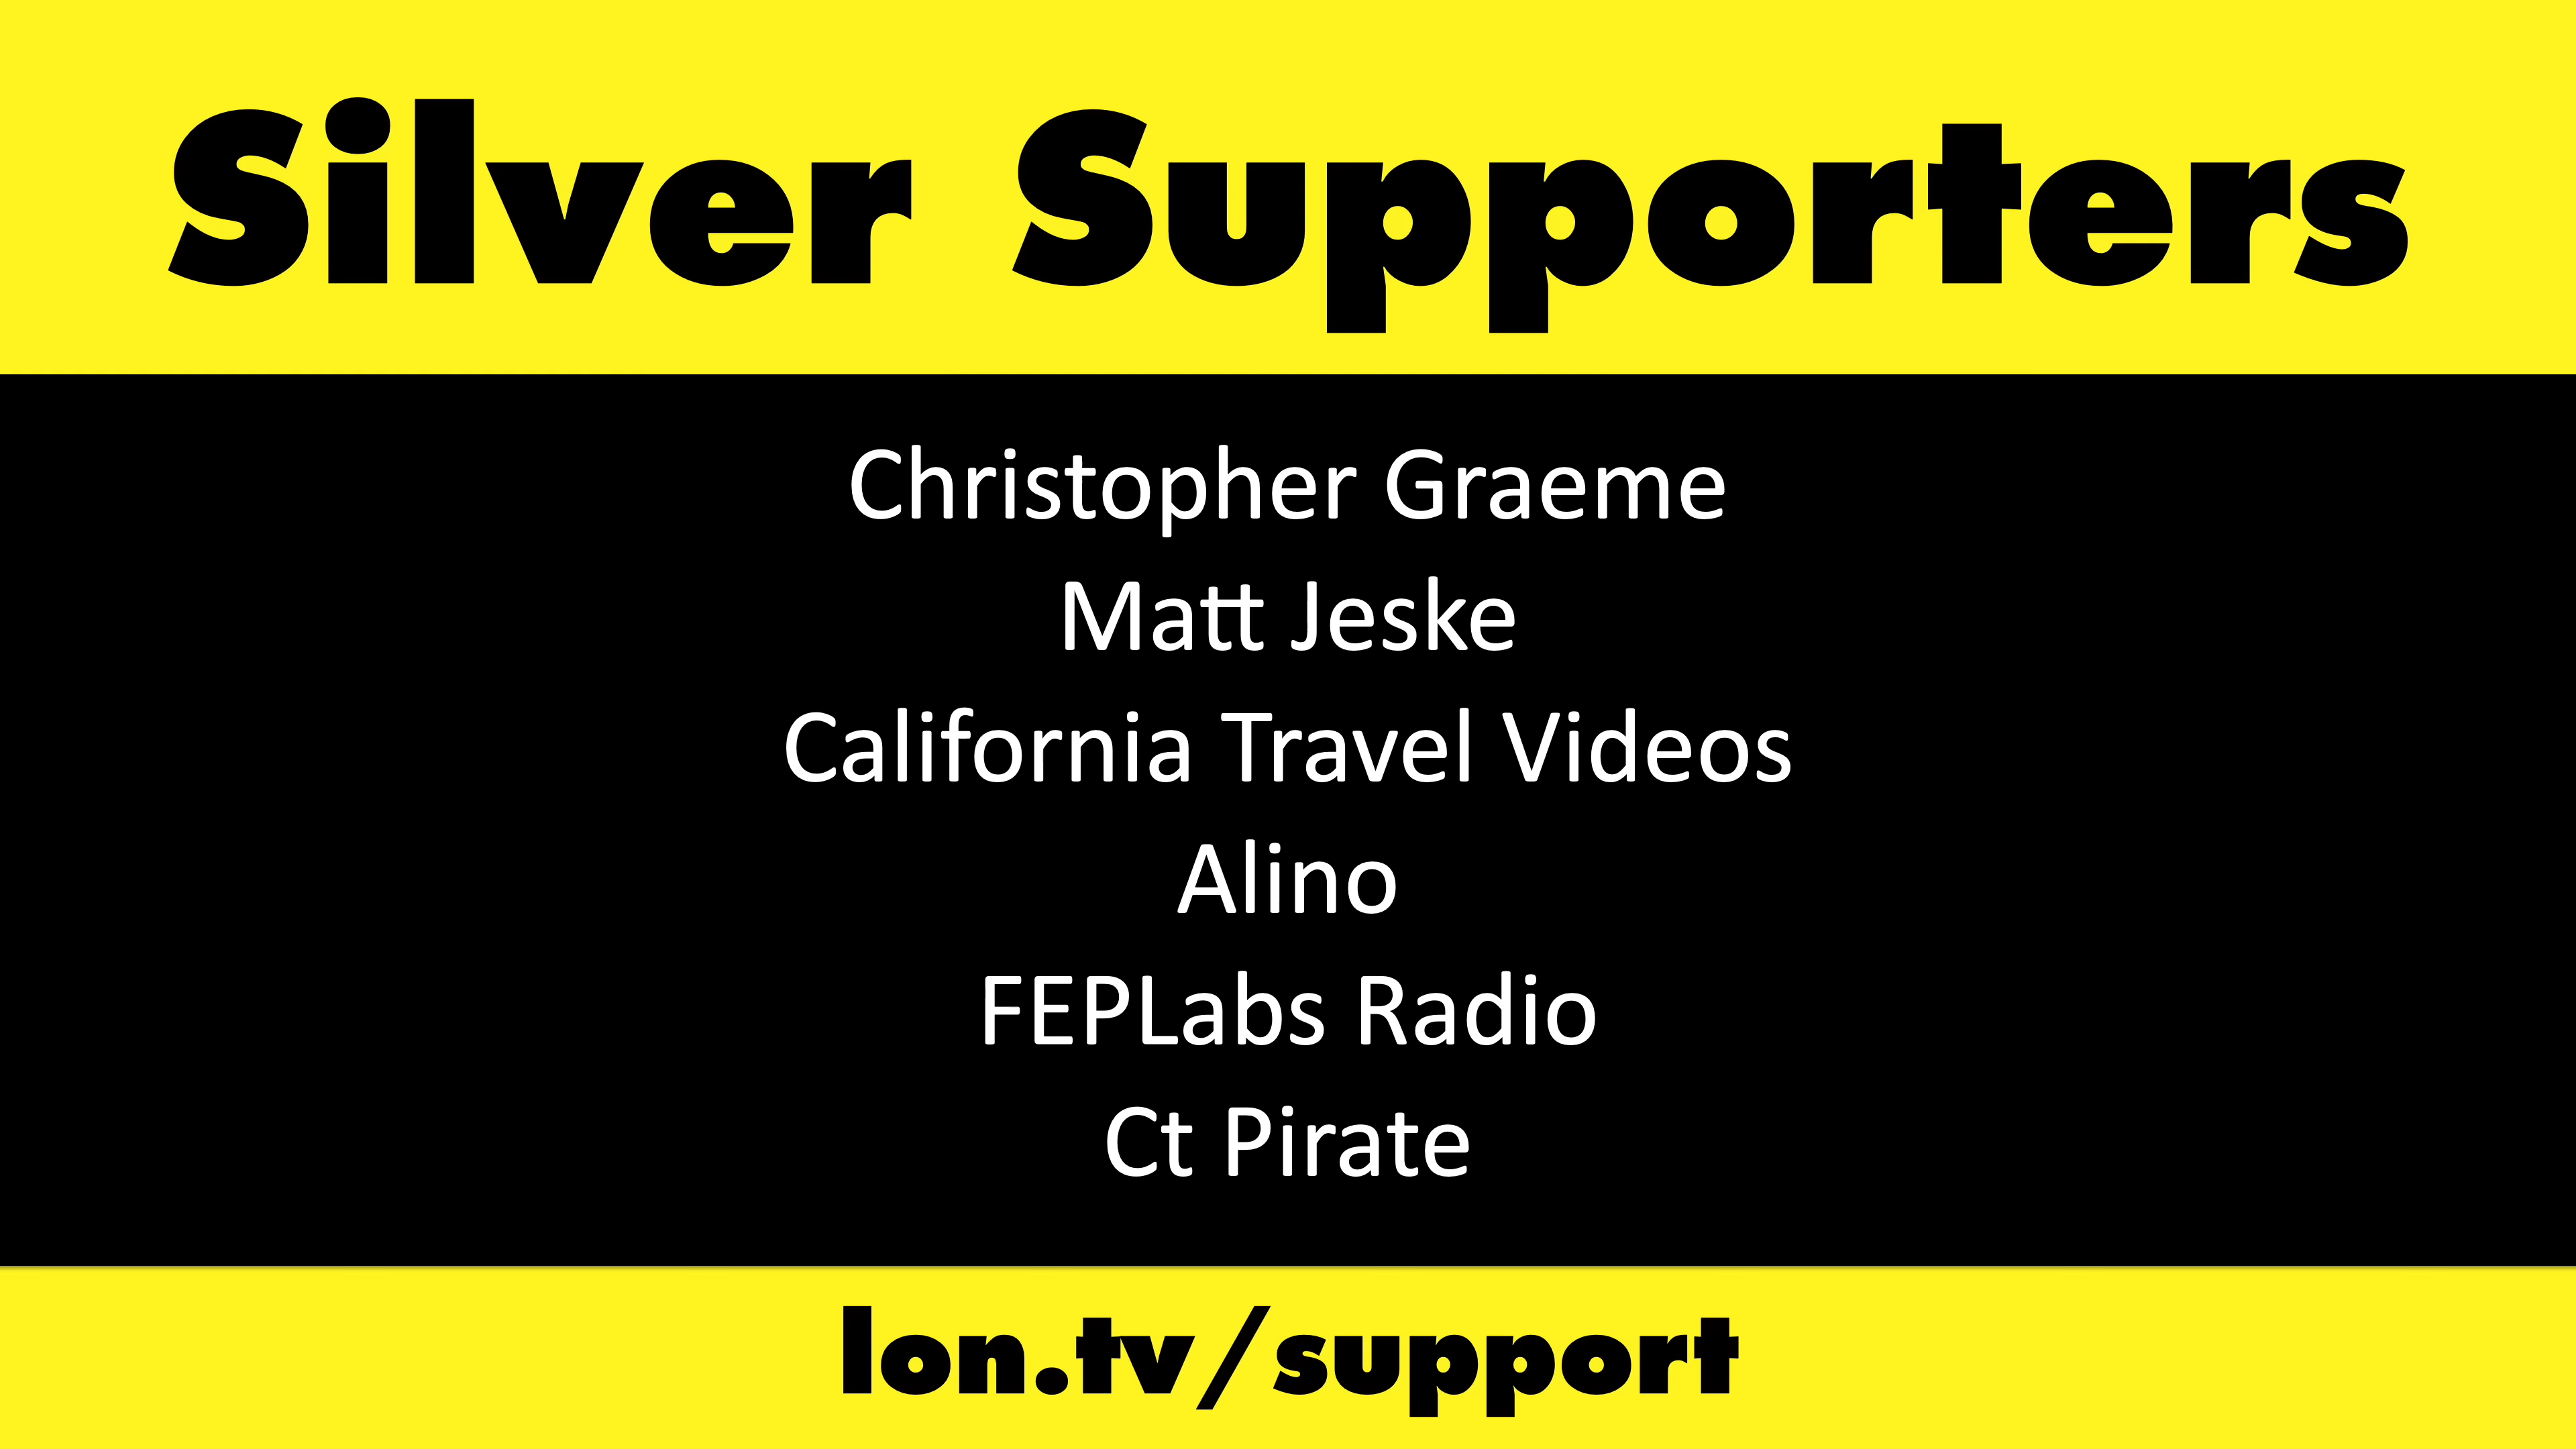 Silver Supporters
Christopher Graeme
Matt Jeske
California Travel Videos
Alino
FEPLabs Radio
Ct Pirate
lon.tv/support